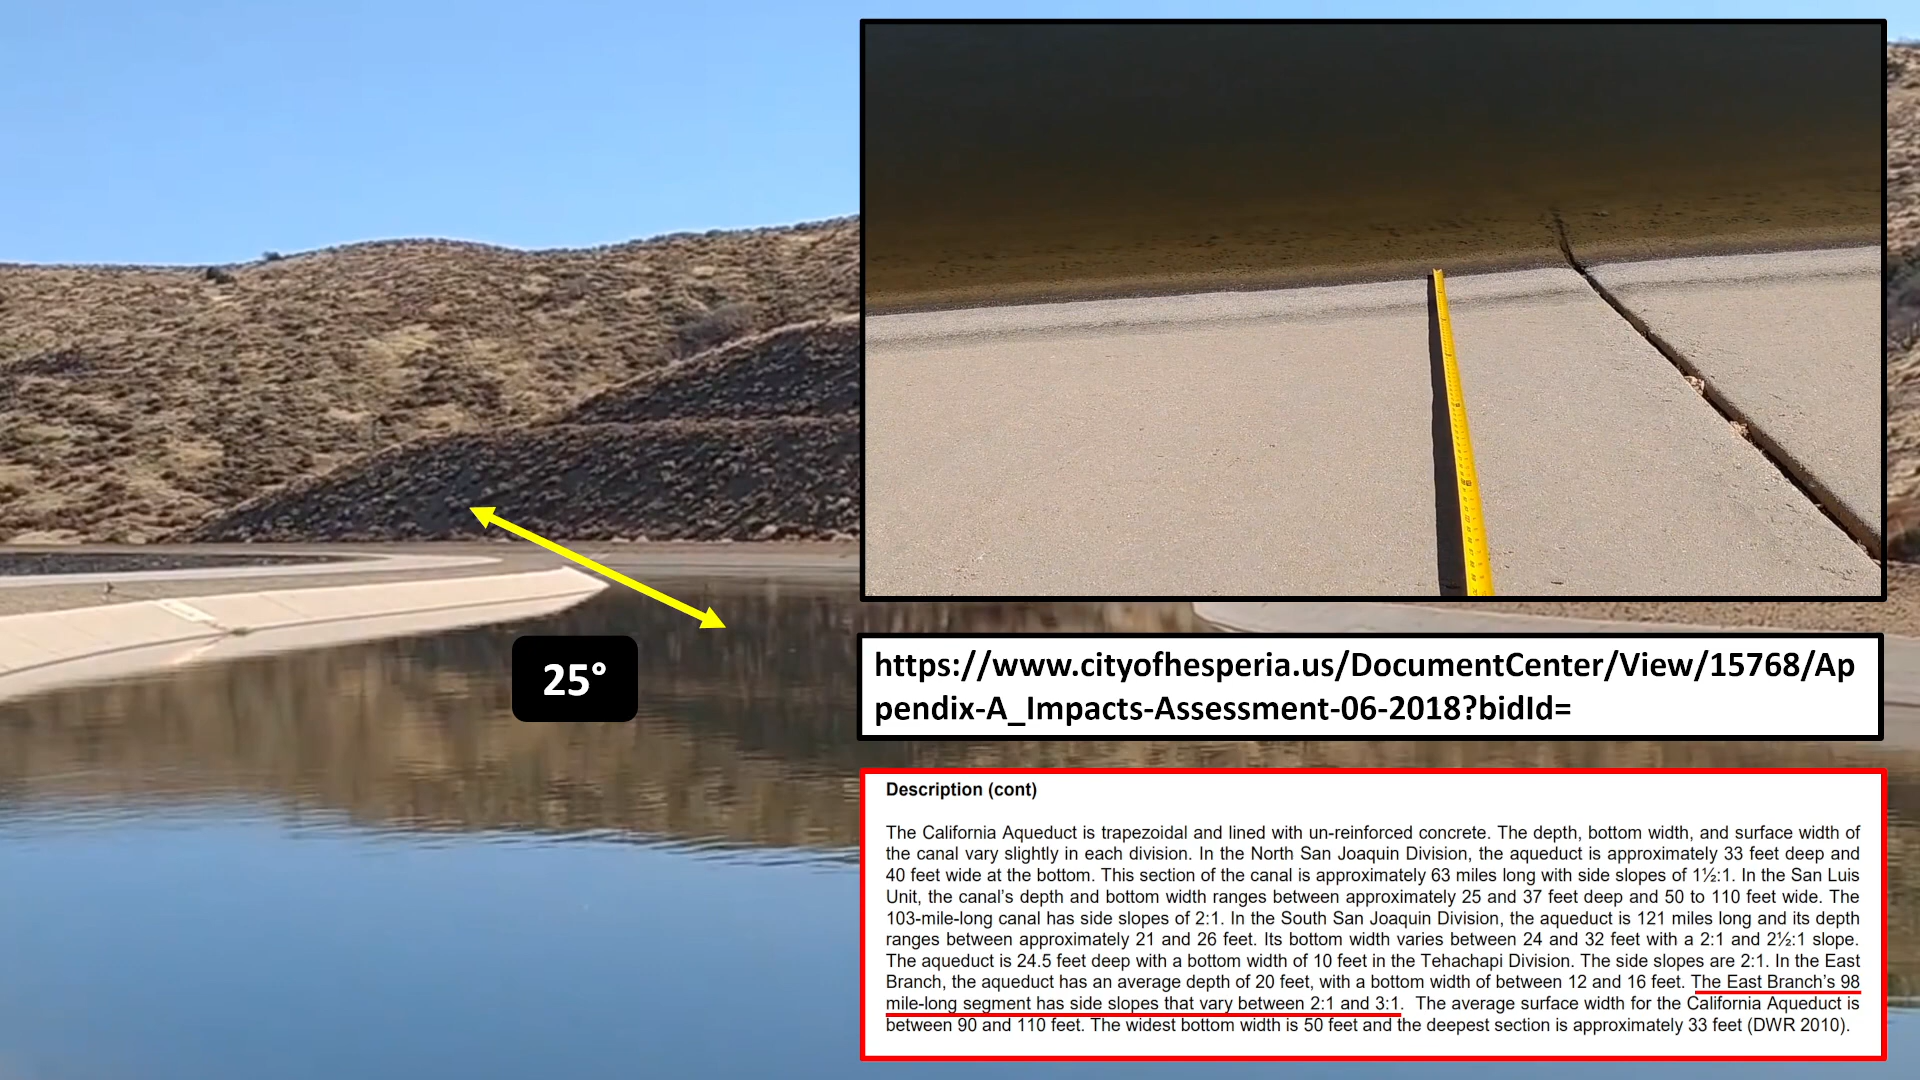 25°
https://www.cityofhesperia.us/DocumentCenter/View/15768/Ap
pendix-A_Impacts-Assessment-06-2018?bidId=
Description (cont)
The California Aqueduct is trapezoidal and lined with un-reinforced concrete. The depth, bottom width, and surface width of
the canal vary slightly in each division. In the North San Joaquin Division, the aqueduct is approximately 33 feet deep and
40 feet wide at the bottom. This section of the canal is approximately 63 miles long with side slopes of 1½:1. In the San Luis
Unit, the canal's depth and bottom width ranges between approximately 25 and 37 feet deep and 50 to 110 feet wide. The
103-mile-long canal has side slopes of 2:1. In the South San Joaquin Division, the aqueduct is 121 miles long and its depth
ranges between approximately 21 and 26 feet. Its bottom width varies between 24 and 32 feet with a 2:1 and 2½:1 slope.
The aqueduct is 24.5 feet deep with a bottom width of 10 feet in the Tehachapi Division. The side slopes are 2:1. In the East
Branch, the aqueduct has an average depth of 20 feet, with a bottom width of between 12 and 16 feet. The East Branch's 98
mile-long segment has side slopes that vary between 2:1 and 3:1. The average surface width for the California Aqueduct is
between 90 and 110 feet. The widest bottom width is 50 feet and the deepest section is approximately 33 feet (DWR 2010).